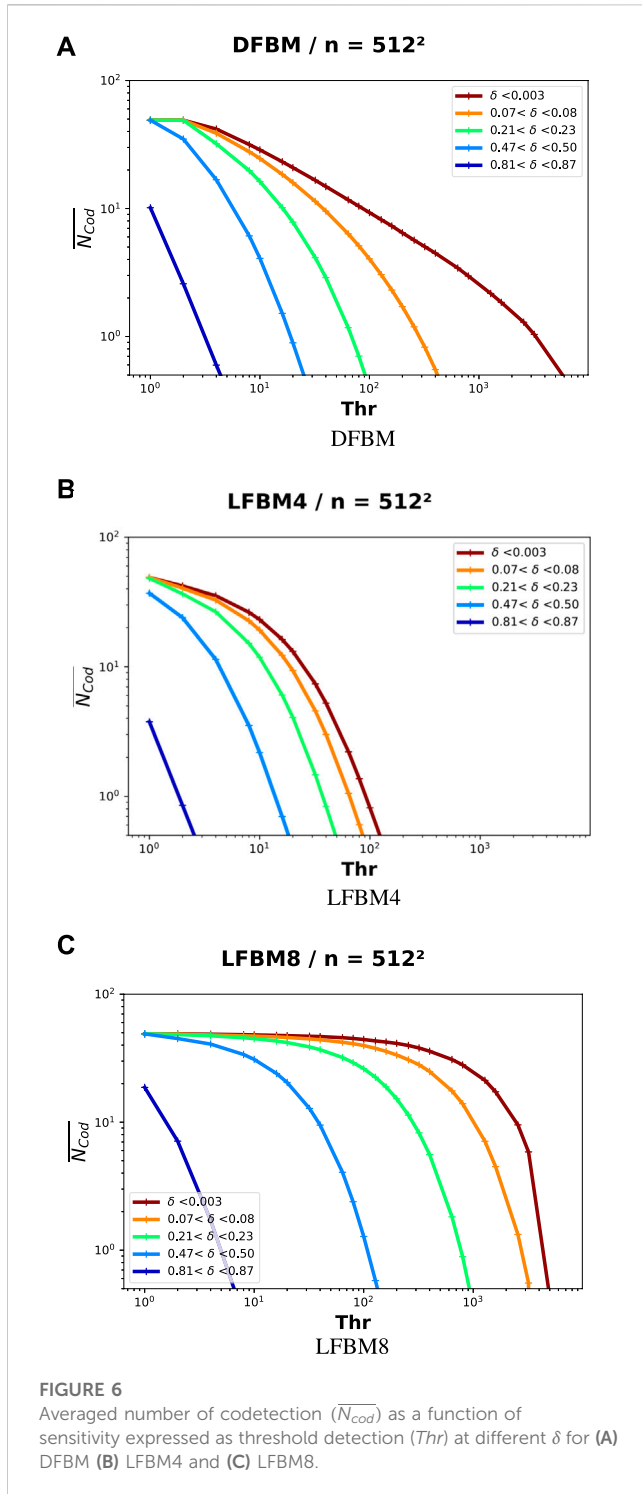 A
DFBM / n = 512²
10²
10¹
10⁰
N_Cod
δ <0.003
0.07< δ <0.08
0.21< δ <0.23
0.47< δ <0.50
0.81< δ <0.87
10⁰ 10¹ 10² 10³
Thr
DFBM
B
LFBM4 / n = 512²
10²
10¹
10⁰
N_Cod
δ <0.003
0.07< δ <0.08
0.21< δ <0.23
0.47< δ <0.50
0.81< δ <0.87
10⁰ 10¹ 10² 10³
Thr
LFBM4
C
LFBM8 / n = 512²
10²
10¹
10⁰
N_Cod
δ <0.003
0.07< δ <0.08
0.21< δ <0.23
0.47< δ <0.50
0.81< δ <0.87
10⁰ 10¹ 10² 10³
Thr
LFBM8
FIGURE 6
Averaged number of codetection (N_cod) as a function of
sensitivity expressed as threshold detection (Thr) at different δ for (A)
DFBM (B) LFBM4 and (C) LFBM8.